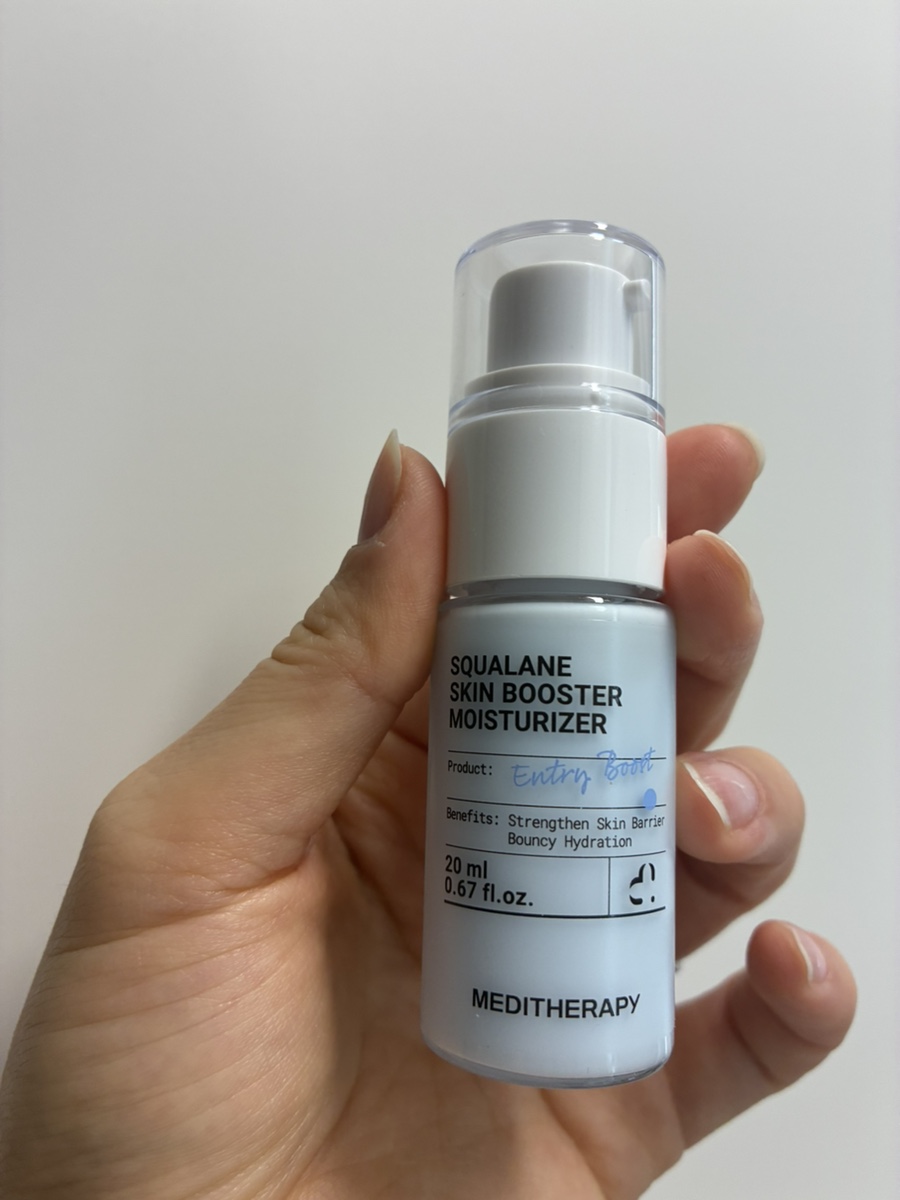 SQUALANE
SKIN BOOSTER
MOISTURIZER
Product: Entry Boost
Benefits: Strengthen Skin Barrier
Bouncy Hydration
20 ml
0.67 fl.oz.
MEDITHERAPY